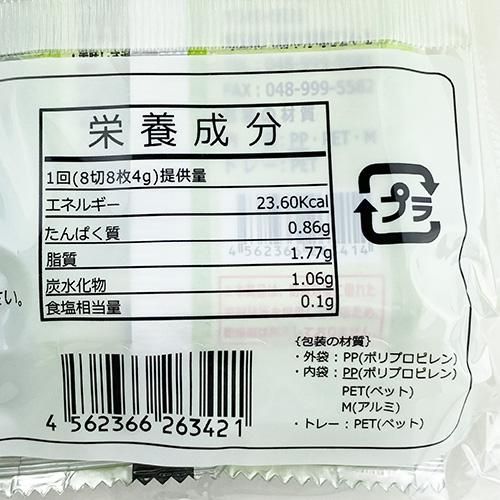 FAX:048-999-5562
栄養成分
1回(8切8枚4g)提供量
エネルギー 23.60Kcal
たんぱく質 0.86g
脂質 1.77g
炭水化物 1.06g
食塩相当量 0.1g
プラ
さい。
{包装の材質}
・外袋:PP(ポリプロピレン)
・内袋:PP(ポリプロピレン)
PET(ペット)
M(アルミ)
・トレー:PET(ペット)
4 562366 263421